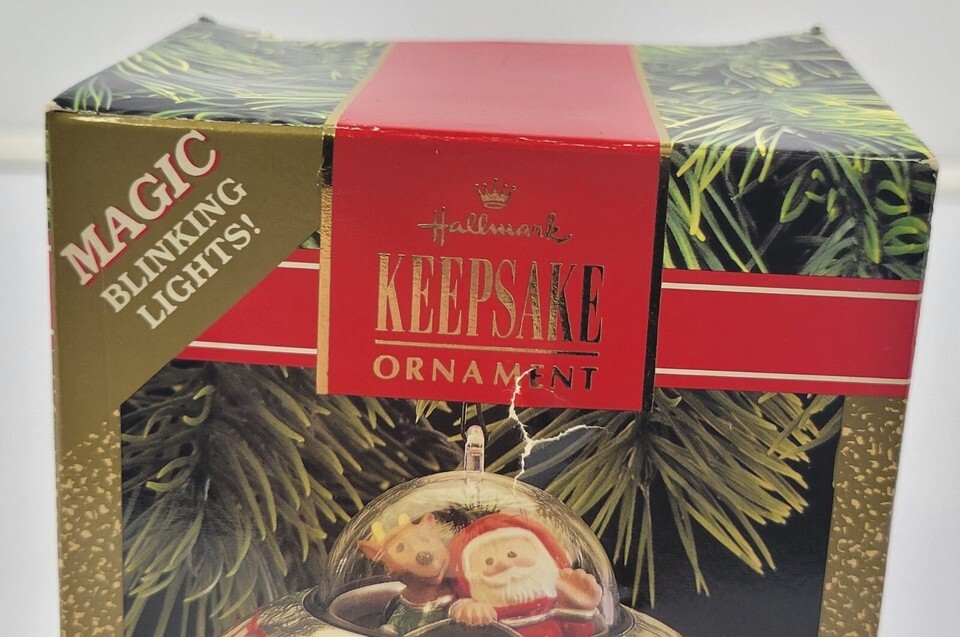 MAGIC
BLINKING
LIGHTS!
Hallmark
KEEPSAKE
ORNAMENT